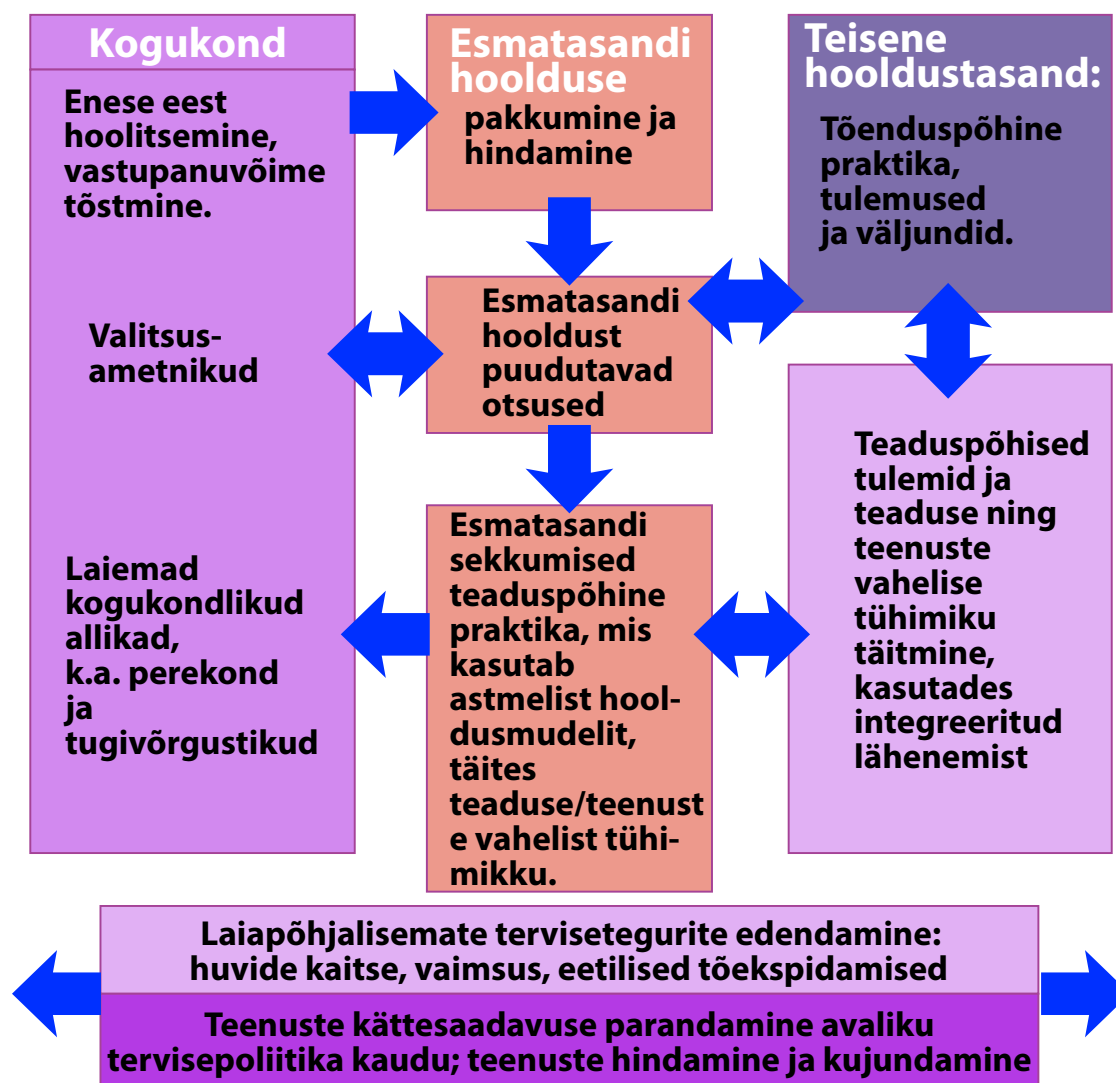 Kogukond
Enese eest
hoolitsemine,
vastupanuvõime
tõstmine.
Valitsus-
ametnikud
Laiemad
kogukondlikud
allikad,
k.a. perekond
ja
tugivõrgustikud
Esmatasandi
hoolduse
pakkumine ja
hindamine
Esmatasandi
hooldust
puudutavad
otsused
Esmatasandi
sekkumised
teaduspõhine
praktika, mis
kasutab
astmelist hool-
dusmudelit,
täites
teaduse/teenust
e vahelist tühi-
mikku.
Teisene
hooldustasand:
Tõenduspõhine
praktika,
tulemused
ja väljundid.
Teaduspõhised
tulemid ja
teaduse ning
teenuste
vahelise
tühimiku
täitmine,
kasutades
integreeritud
lähenemist
Laiapõhjalisemate tervisetegurite edendamine:
huvide kaitse, vaimsus, eetilised tõekspidamised
Teenuste kättesaadavuse parandamine avaliku
tervisepoliitika kaudu; teenuste hindamine ja kujundamine